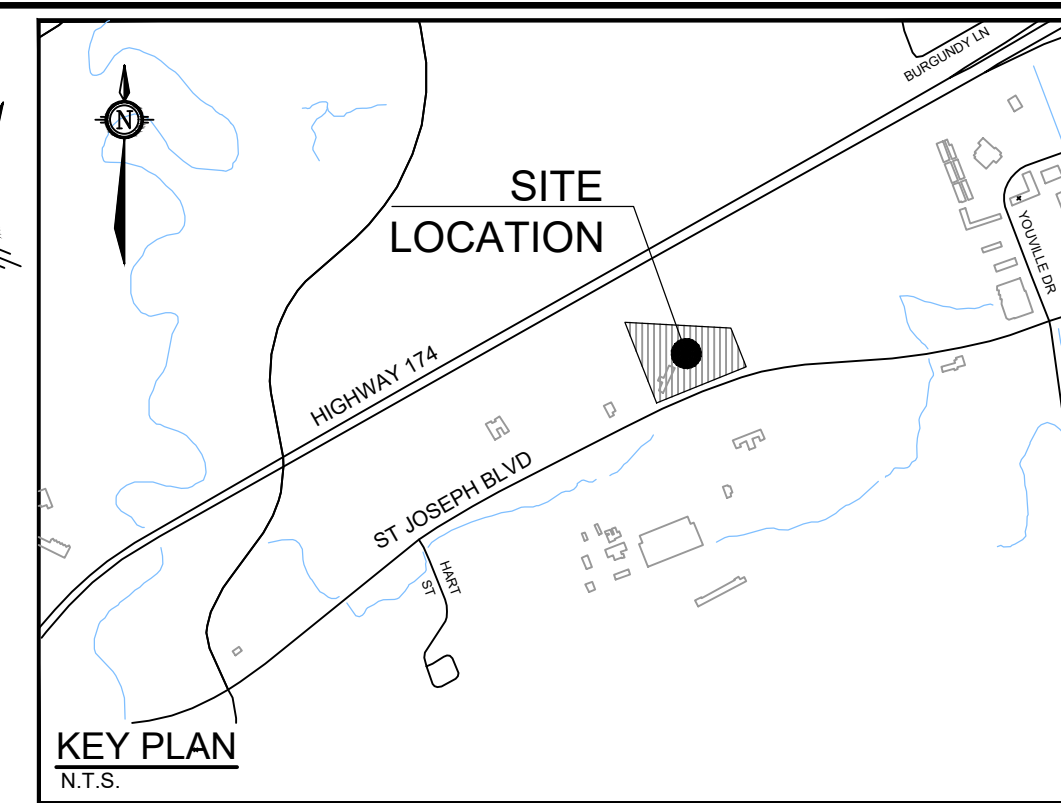 BURGUNDY LN
N
SITE
LOCATION
YOUVILLE DR
HIGHWAY 174
ST JOSEPH BLVD
HART
ST
KEY PLAN
N.T.S.